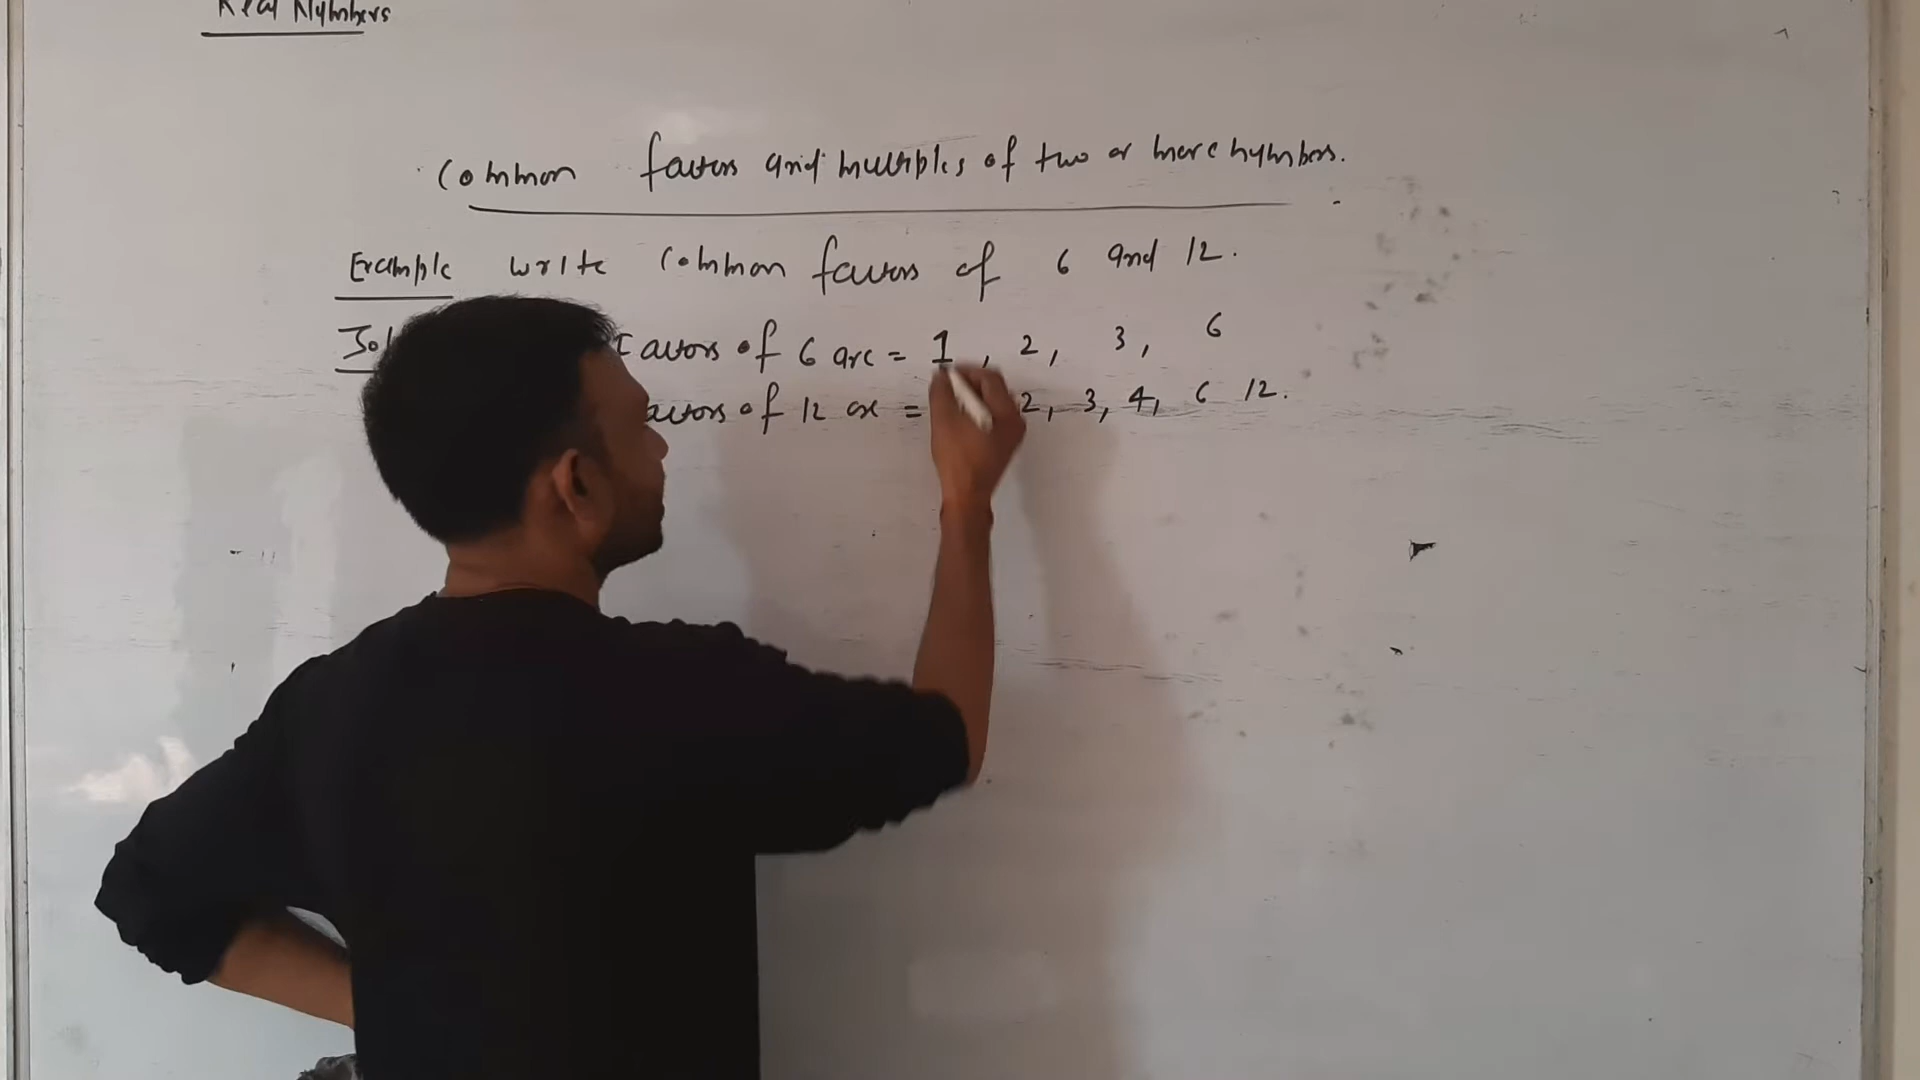 Real Numbers
Common factors and multiples of two or more numbers.
Example write common factors of 6 and 12.
Sol factors of 6 are = 1, 2, 3, 6
factors of 12 are = 2, 3, 4, 6 12.